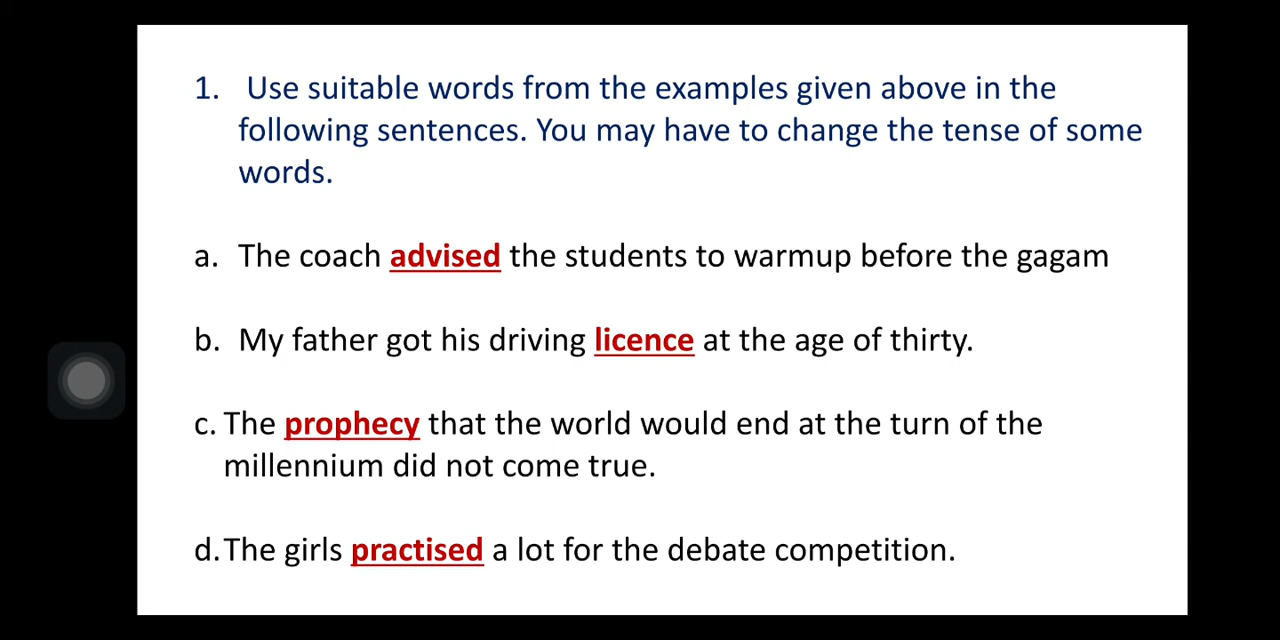 1. Use suitable words from the examples given above in the
following sentences. You may have to change the tense of some
words.
a. The coach advised the students to warmup before the gagam
b. My father got his driving licence at the age of thirty.
c. The prophecy that the world would end at the turn of the
millennium did not come true.
d. The girls practised a lot for the debate competition.